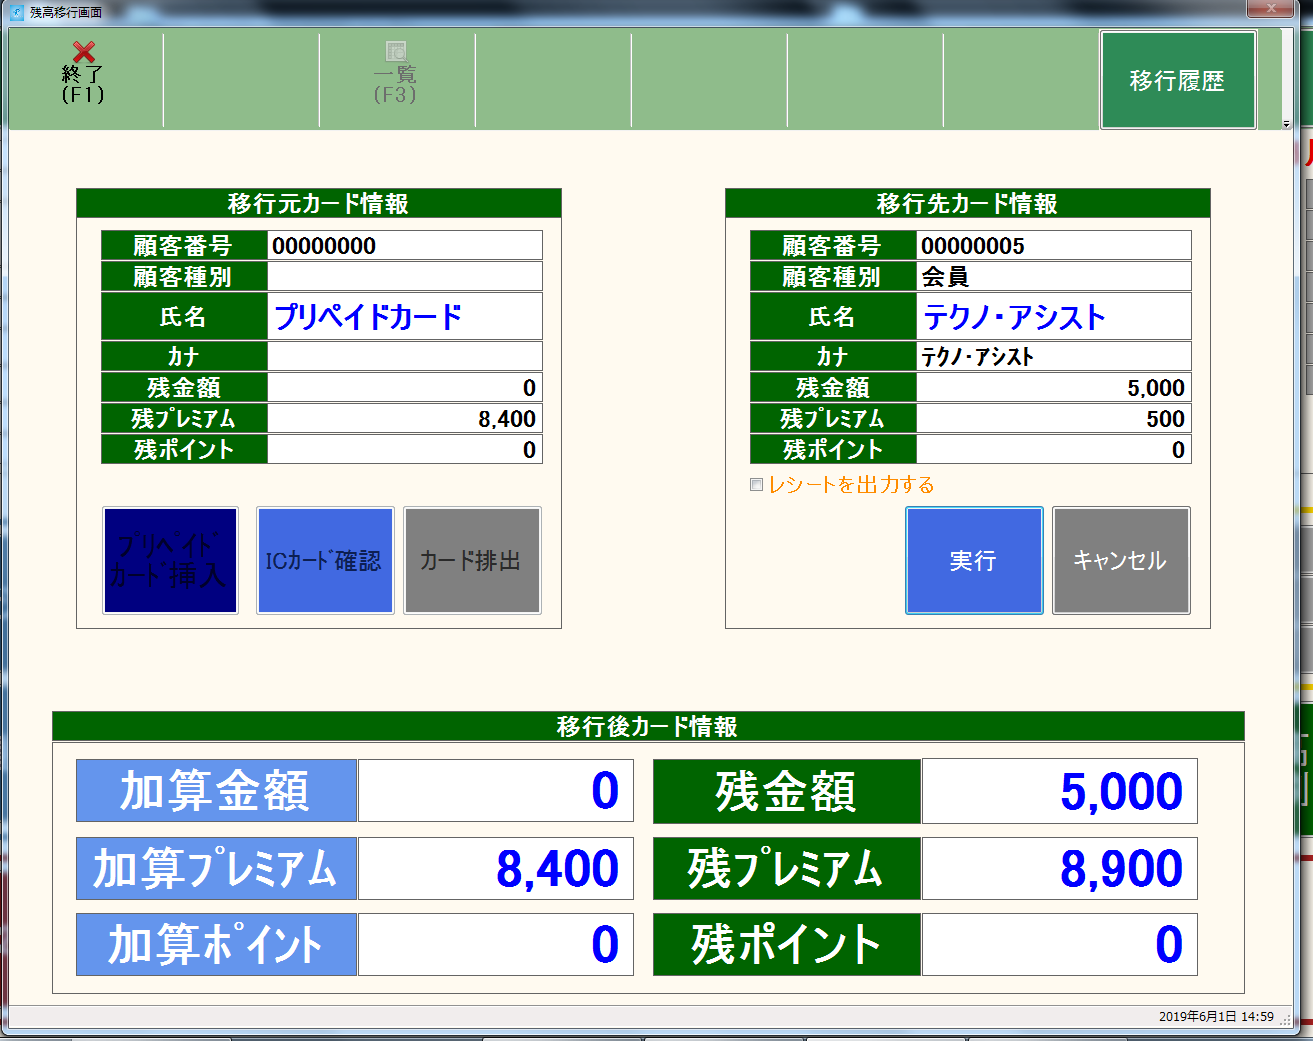 残高移行画面
終了
(F1)
一覧
(F3)
移行履歴
移行元カード情報
顧客番号 00000000
顧客種別
氏名 プリペイドカード
カナ
残金額 0
残プレミアム 8,400
残ポイント 0
プリペイド
カード挿入
ICカード確認
カード排出
移行先カード情報
顧客番号 00000005
顧客種別 会員
氏名 テクノ・アシスト
カナ テクノ・アシスト
残金額 5,000
残プレミアム 500
残ポイント 0
レシートを出力する
実行
キャンセル
移行後カード情報
加算金額 0 残金額 5,000
加算プレミアム 8,400 残プレミアム 8,900
加算ポイント 0 残ポイント 0
2019年6月1日 14:59